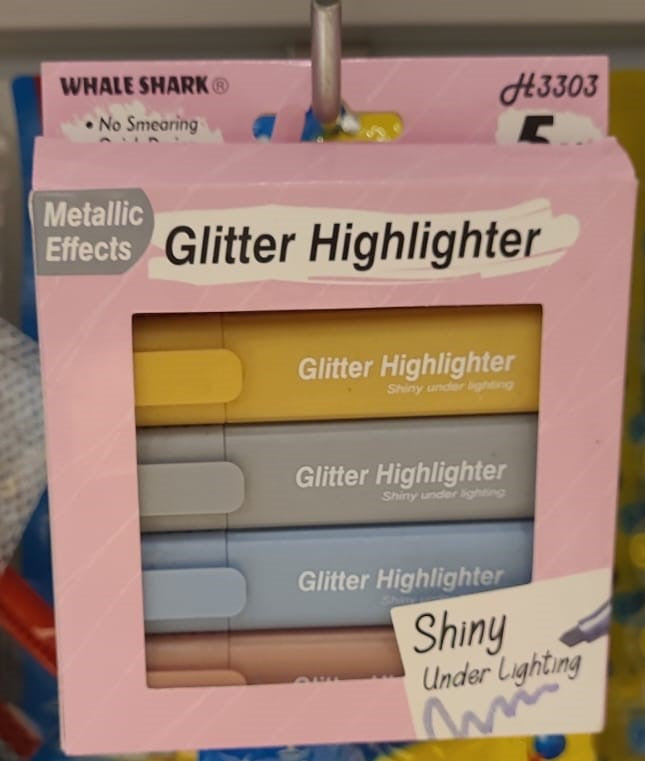 WHALE SHARK®
H3303
• No Smearing
5
Metallic
Effects
Glitter Highlighter
Glitter Highlighter
Shiny under lighting
Glitter Highlighter
Shiny under lighting
Glitter Highlighter
Shiny
Under Lighting